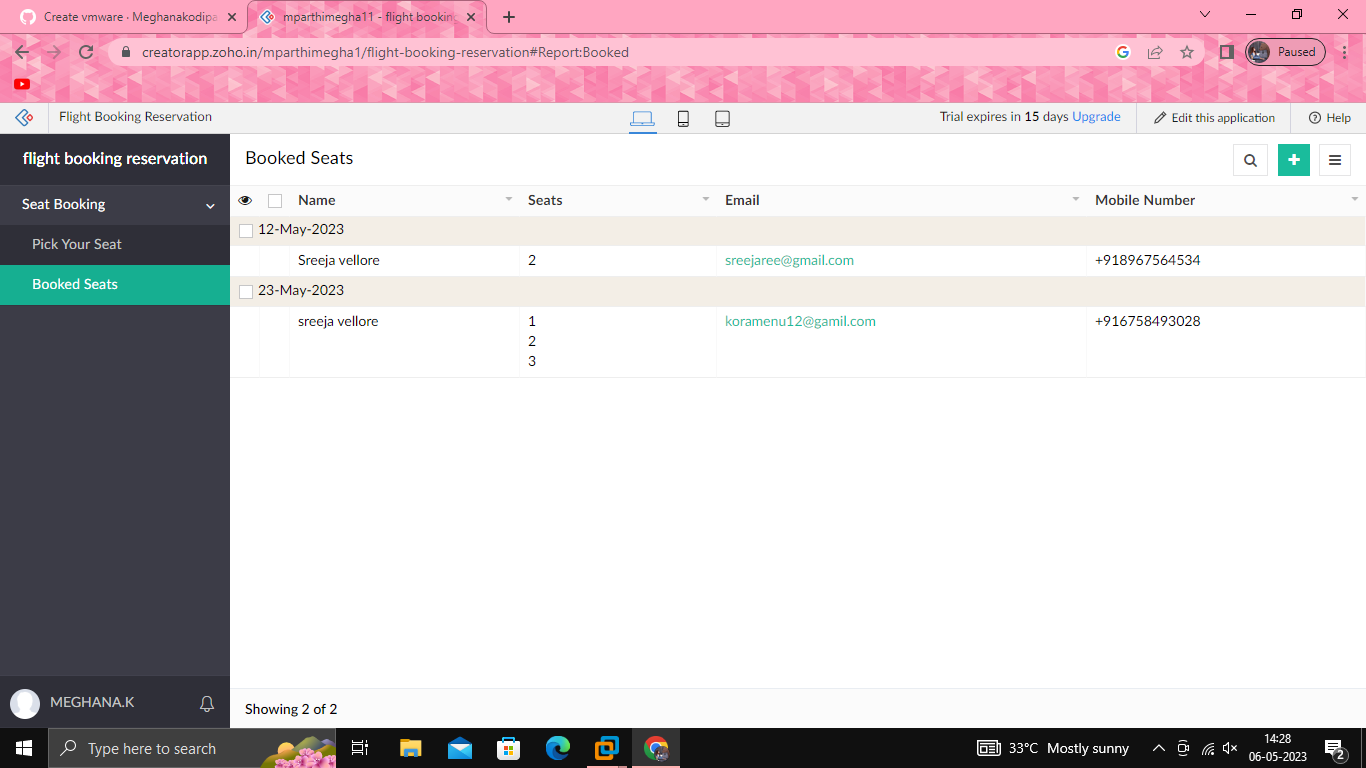 Create vmware · Meghanakodipa
mparthimegha11 - flight booking
creatorapp.zoho.in/mparthimegha1/flight-booking-reservation#Report:Booked
Paused
Flight Booking Reservation
Trial expires in 15 days Upgrade
Edit this application
Help
flight booking reservation
Seat Booking
Pick Your Seat
Booked Seats
MEGHANA.K
Booked Seats
Name Seats Email Mobile Number
12-May-2023
Sreeja vellore 2 sreejaree@gmail.com +918967564534
23-May-2023
sreeja vellore 1 koramenu12@gamil.com +916758493028
2
3
Showing 2 of 2
Type here to search
33°C Mostly sunny
14:28
06-05-2023
2